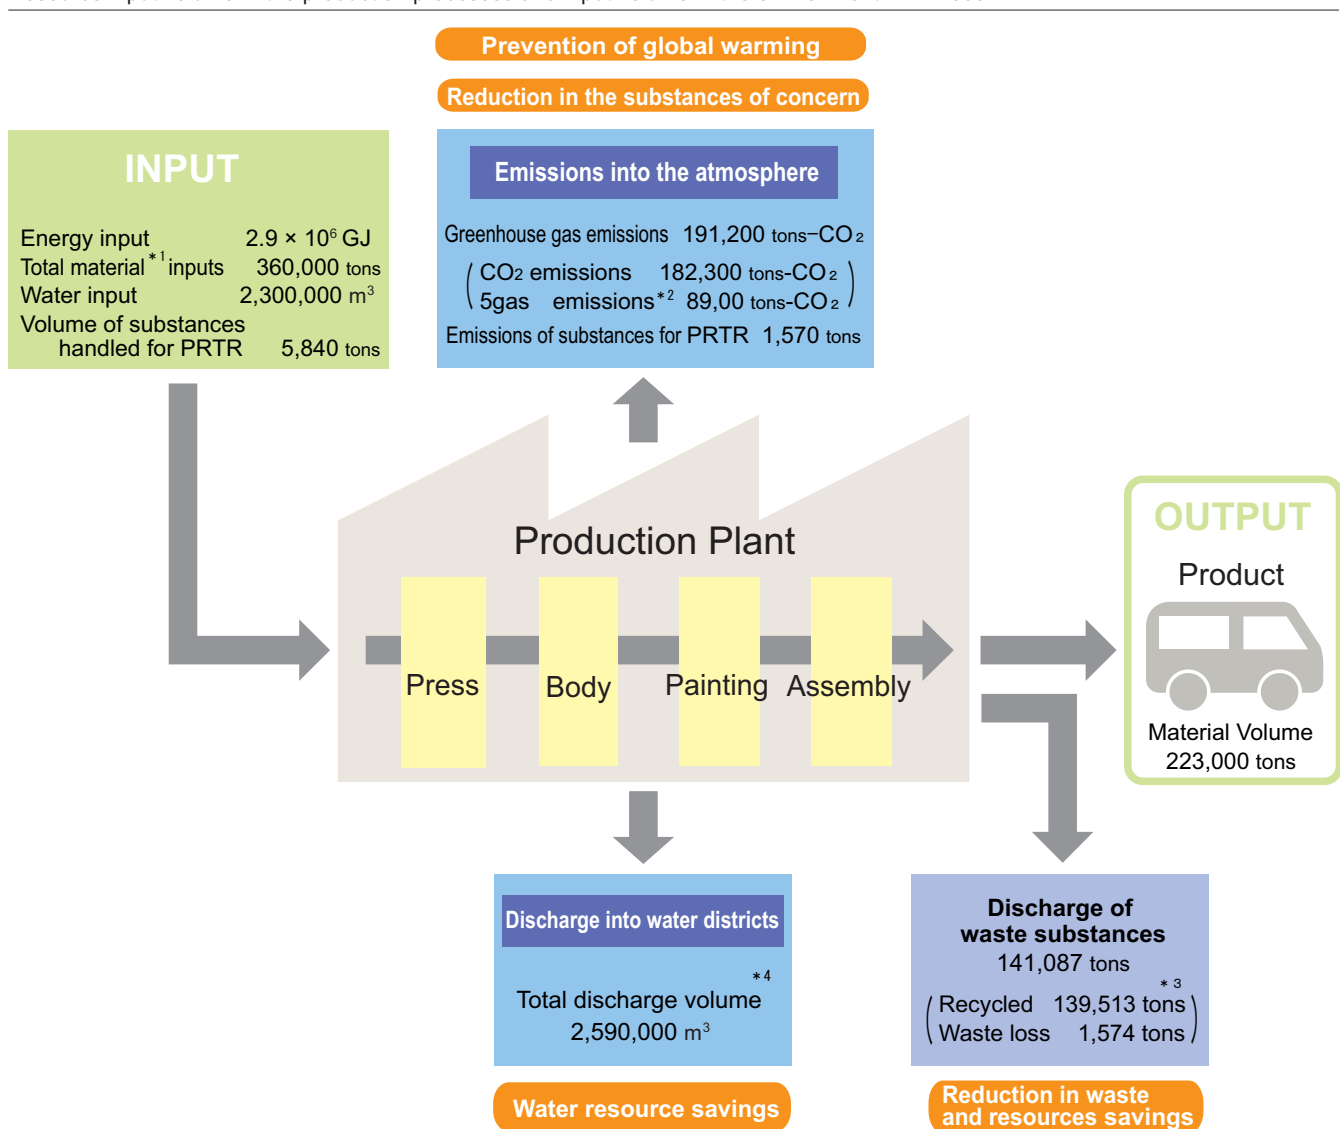 Prevention of global warming
Reduction in the substances of concern
INPUT
Energy input 2.9 × 10⁶ GJ
Total material*1 inputs 360,000 tons
Water input 2,300,000 m³
Volume of substances
handled for PRTR 5,840 tons
Emissions into the atmosphere
Greenhouse gas emissions 191,200 tons-CO₂
(CO₂ emissions 182,300 tons-CO₂
5gas emissions*2 89,00 tons-CO₂)
Emissions of substances for PRTR 1,570 tons
Production Plant
Press
Body
Painting
Assembly
OUTPUT
Product
Material Volume
223,000 tons
Discharge into water districts
*4
Total discharge volume
2,590,000 m³
Water resource savings
Discharge of
waste substances
141,087 tons
*3
(Recycled 139,513 tons
Waste loss 1,574 tons)
Reduction in waste
and resources savings